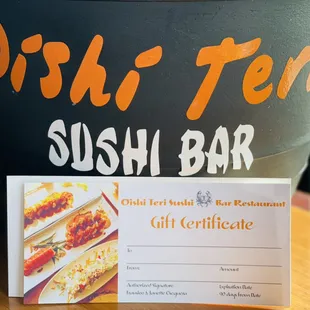 Oishi Teri
SUSHI BAR
Oishi Teri Sushi Bar Restaurant
Gift Certificate
To
From Amount
Authorized Signature Expiration Date
90 days from Date